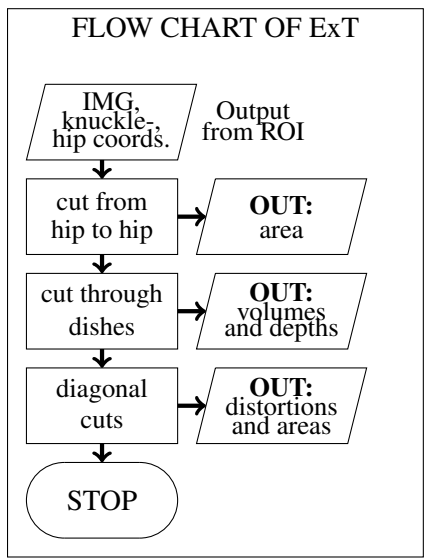 FLOW CHART OF ExT
IMG,
knuckle-,
hip coords.
Output
from ROI
cut from
hip to hip
OUT:
area
cut through
dishes
OUT:
volumes
and depths
diagonal
cuts
OUT:
distortions
and areas
STOP